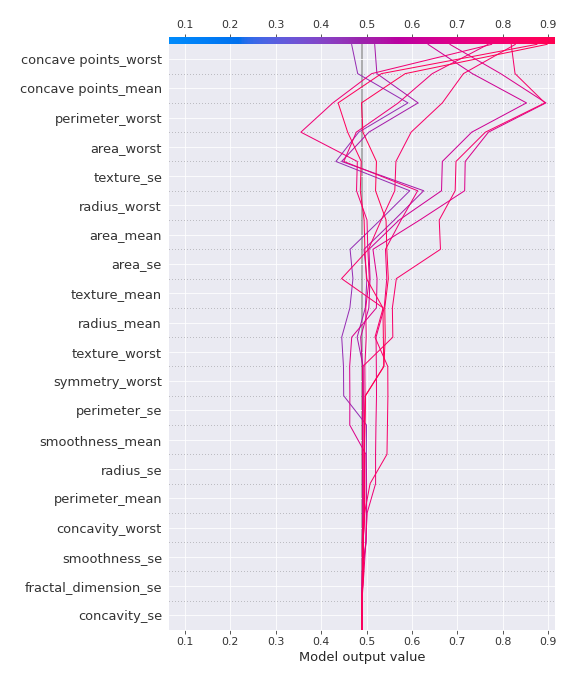 0.1 0.2 0.3 0.4 0.5 0.6 0.7 0.8 0.9
concave points_worst
concave points_mean
perimeter_worst
area_worst
texture_se
radius_worst
area_mean
area_se
texture_mean
radius_mean
texture_worst
symmetry_worst
perimeter_se
smoothness_mean
radius_se
perimeter_mean
concavity_worst
smoothness_se
fractal_dimension_se
concavity_se
0.1 0.2 0.3 0.4 0.5 0.6 0.7 0.8 0.9
Model output value